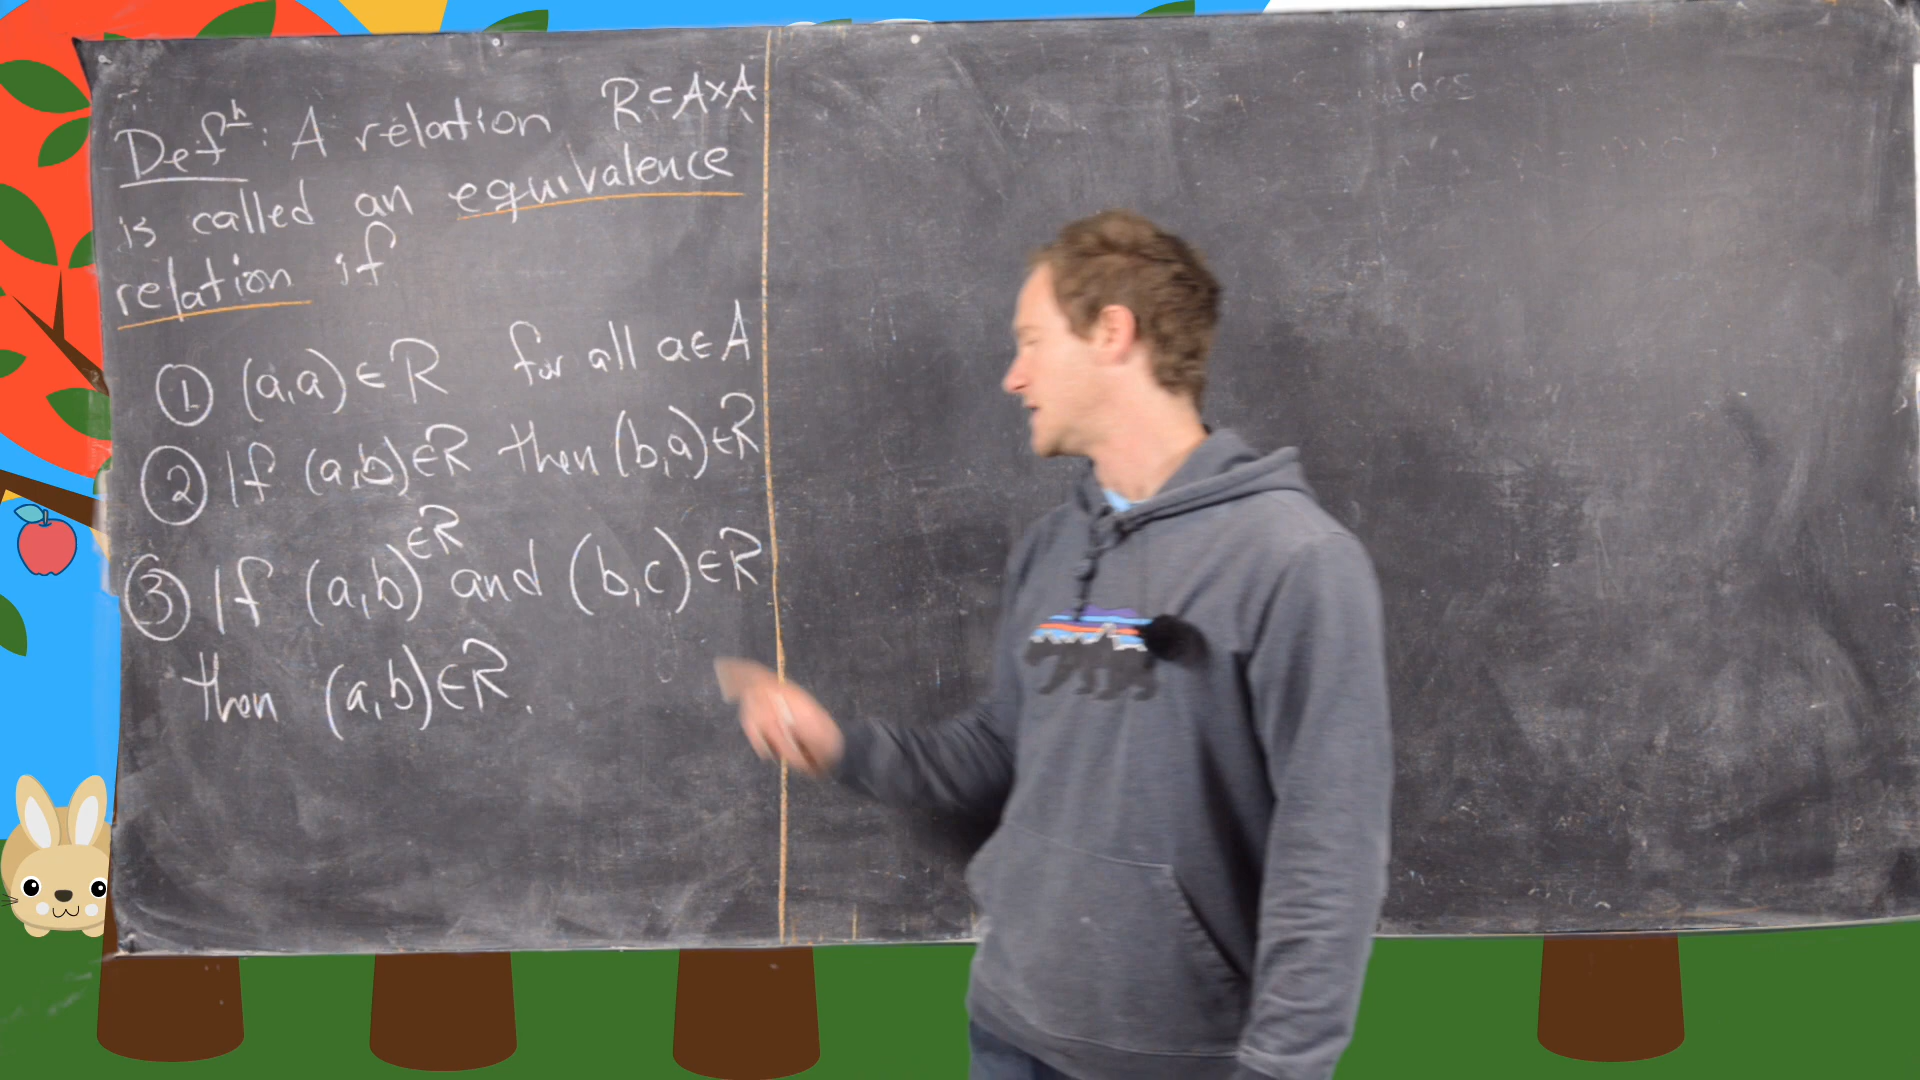 Defⁿ: A relation R⊂A×A
is called an equivalence
relation if
① (a,a)∈R for all a∈A
② If (a,b)∈R then (b,a)∈R
③ If (a,b)∈R and (b,c)∈R
then (a,b)∈R.